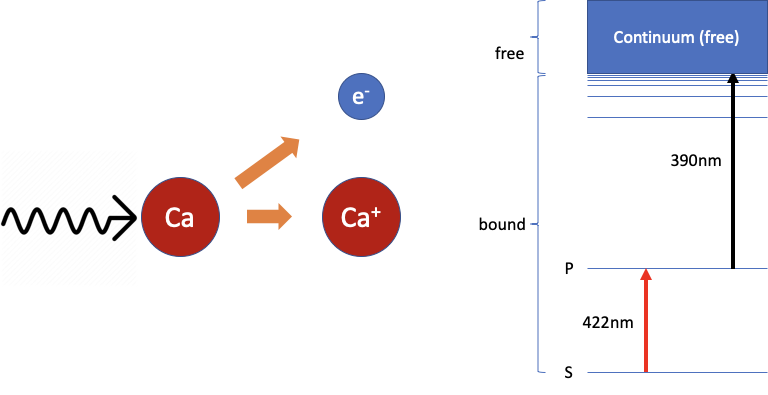 Continuum (free)
free
e⁻
390nm
Ca
Ca⁺
bound
P
422nm
S